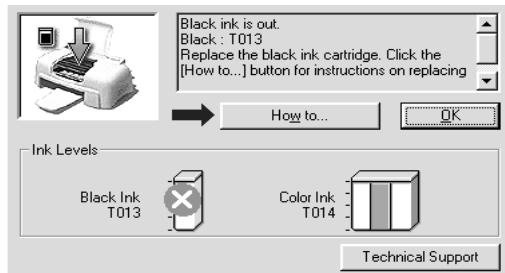 Black ink is out.
Black : T013
Replace the black ink cartridge. Click the
[How to...] button for instructions on replacing
How to...
OK
Ink Levels
Black Ink
T013
Color Ink
T014
Technical Support